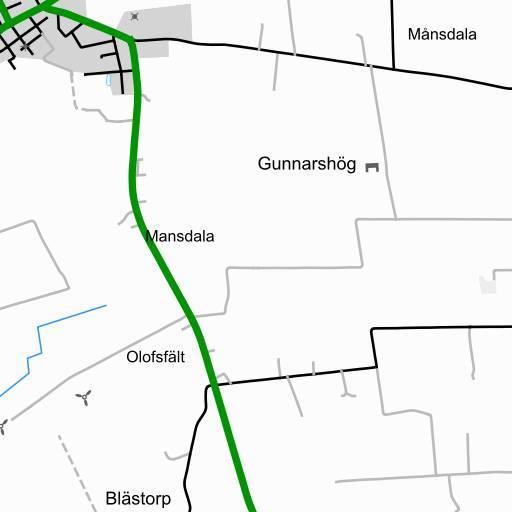 Månsdala
Gunnarshög
Mansdala
Olofsfält
Blästorp